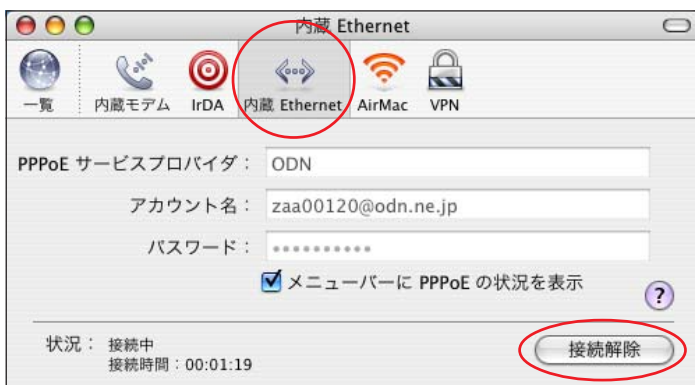 内蔵 Ethernet
一覧 内蔵モデム IrDA 内蔵 Ethernet AirMac VPN
PPPoE サービスプロバイダ： ODN
アカウント名： zaa00120@odn.ne.jp
パスワード： ••••••••••
メニューバーに PPPoE の状況を表示
?
状況： 接続中
接続時間：00:01:19
接続解除